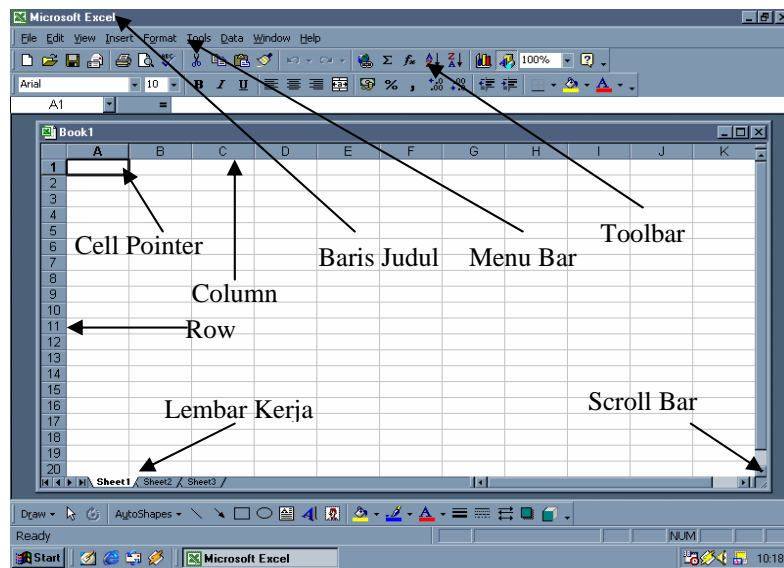 Microsoft Excel
File Edit View Insert Format Tools Data Window Help
100%
Arial 10 B I U % ,
A1 =
Book1
A B C D E F G H I J K
1
2
3
4
5
Toolbar
6
Cell Pointer Baris Judul Menu Bar
7
8
9
Column
10
11
Row
12
13
14
15
16
Lembar Kerja Scroll Bar
17
18
19
20
Sheet1 Sheet2 Sheet3
Draw AutoShapes
Ready NUM
Start Microsoft Excel 10:18